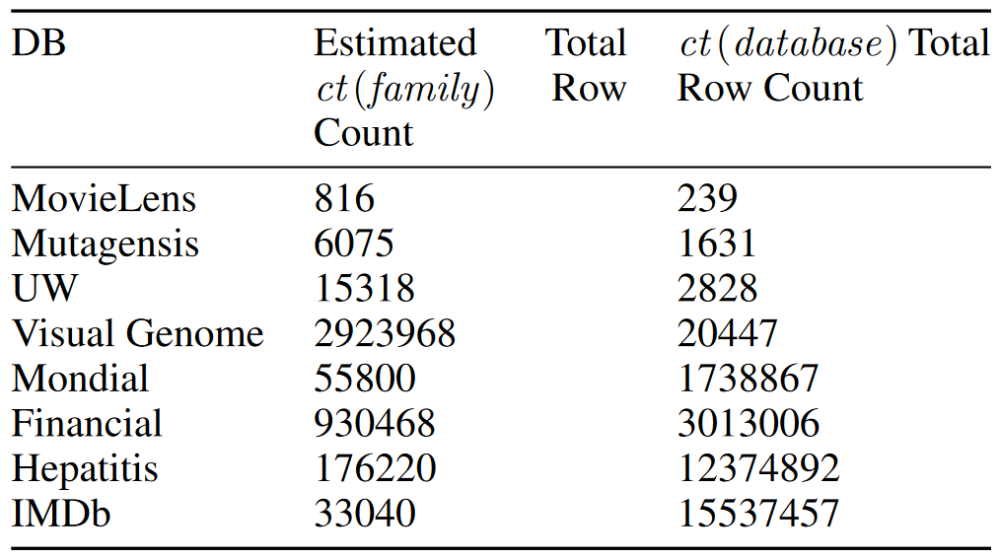 DB Estimated Total ct(database) Total
ct(family) Row Row Count
Count
MovieLens 816 239
Mutagensis 6075 1631
UW 15318 2828
Visual Genome 2923968 20447
Mondial 55800 1738867
Financial 930468 3013006
Hepatitis 176220 12374892
IMDb 33040 15537457